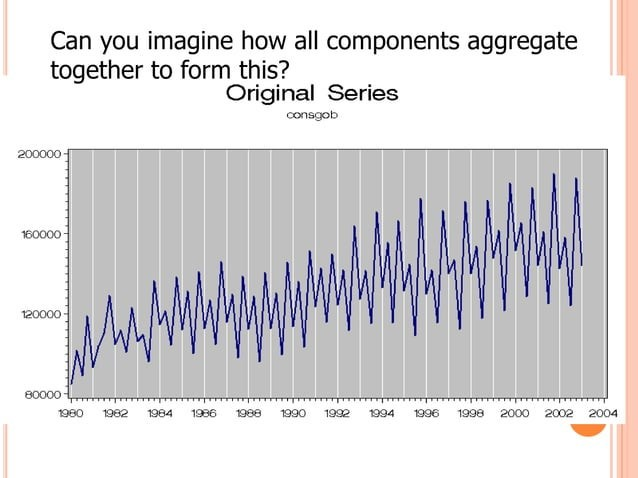 Can you imagine how all components aggregate
together to form this?
Original Series
consgob
200000
160000
120000
80000
1980 1982 1984 1986 1988 1990 1992 1994 1996 1998 2000 2002 2004